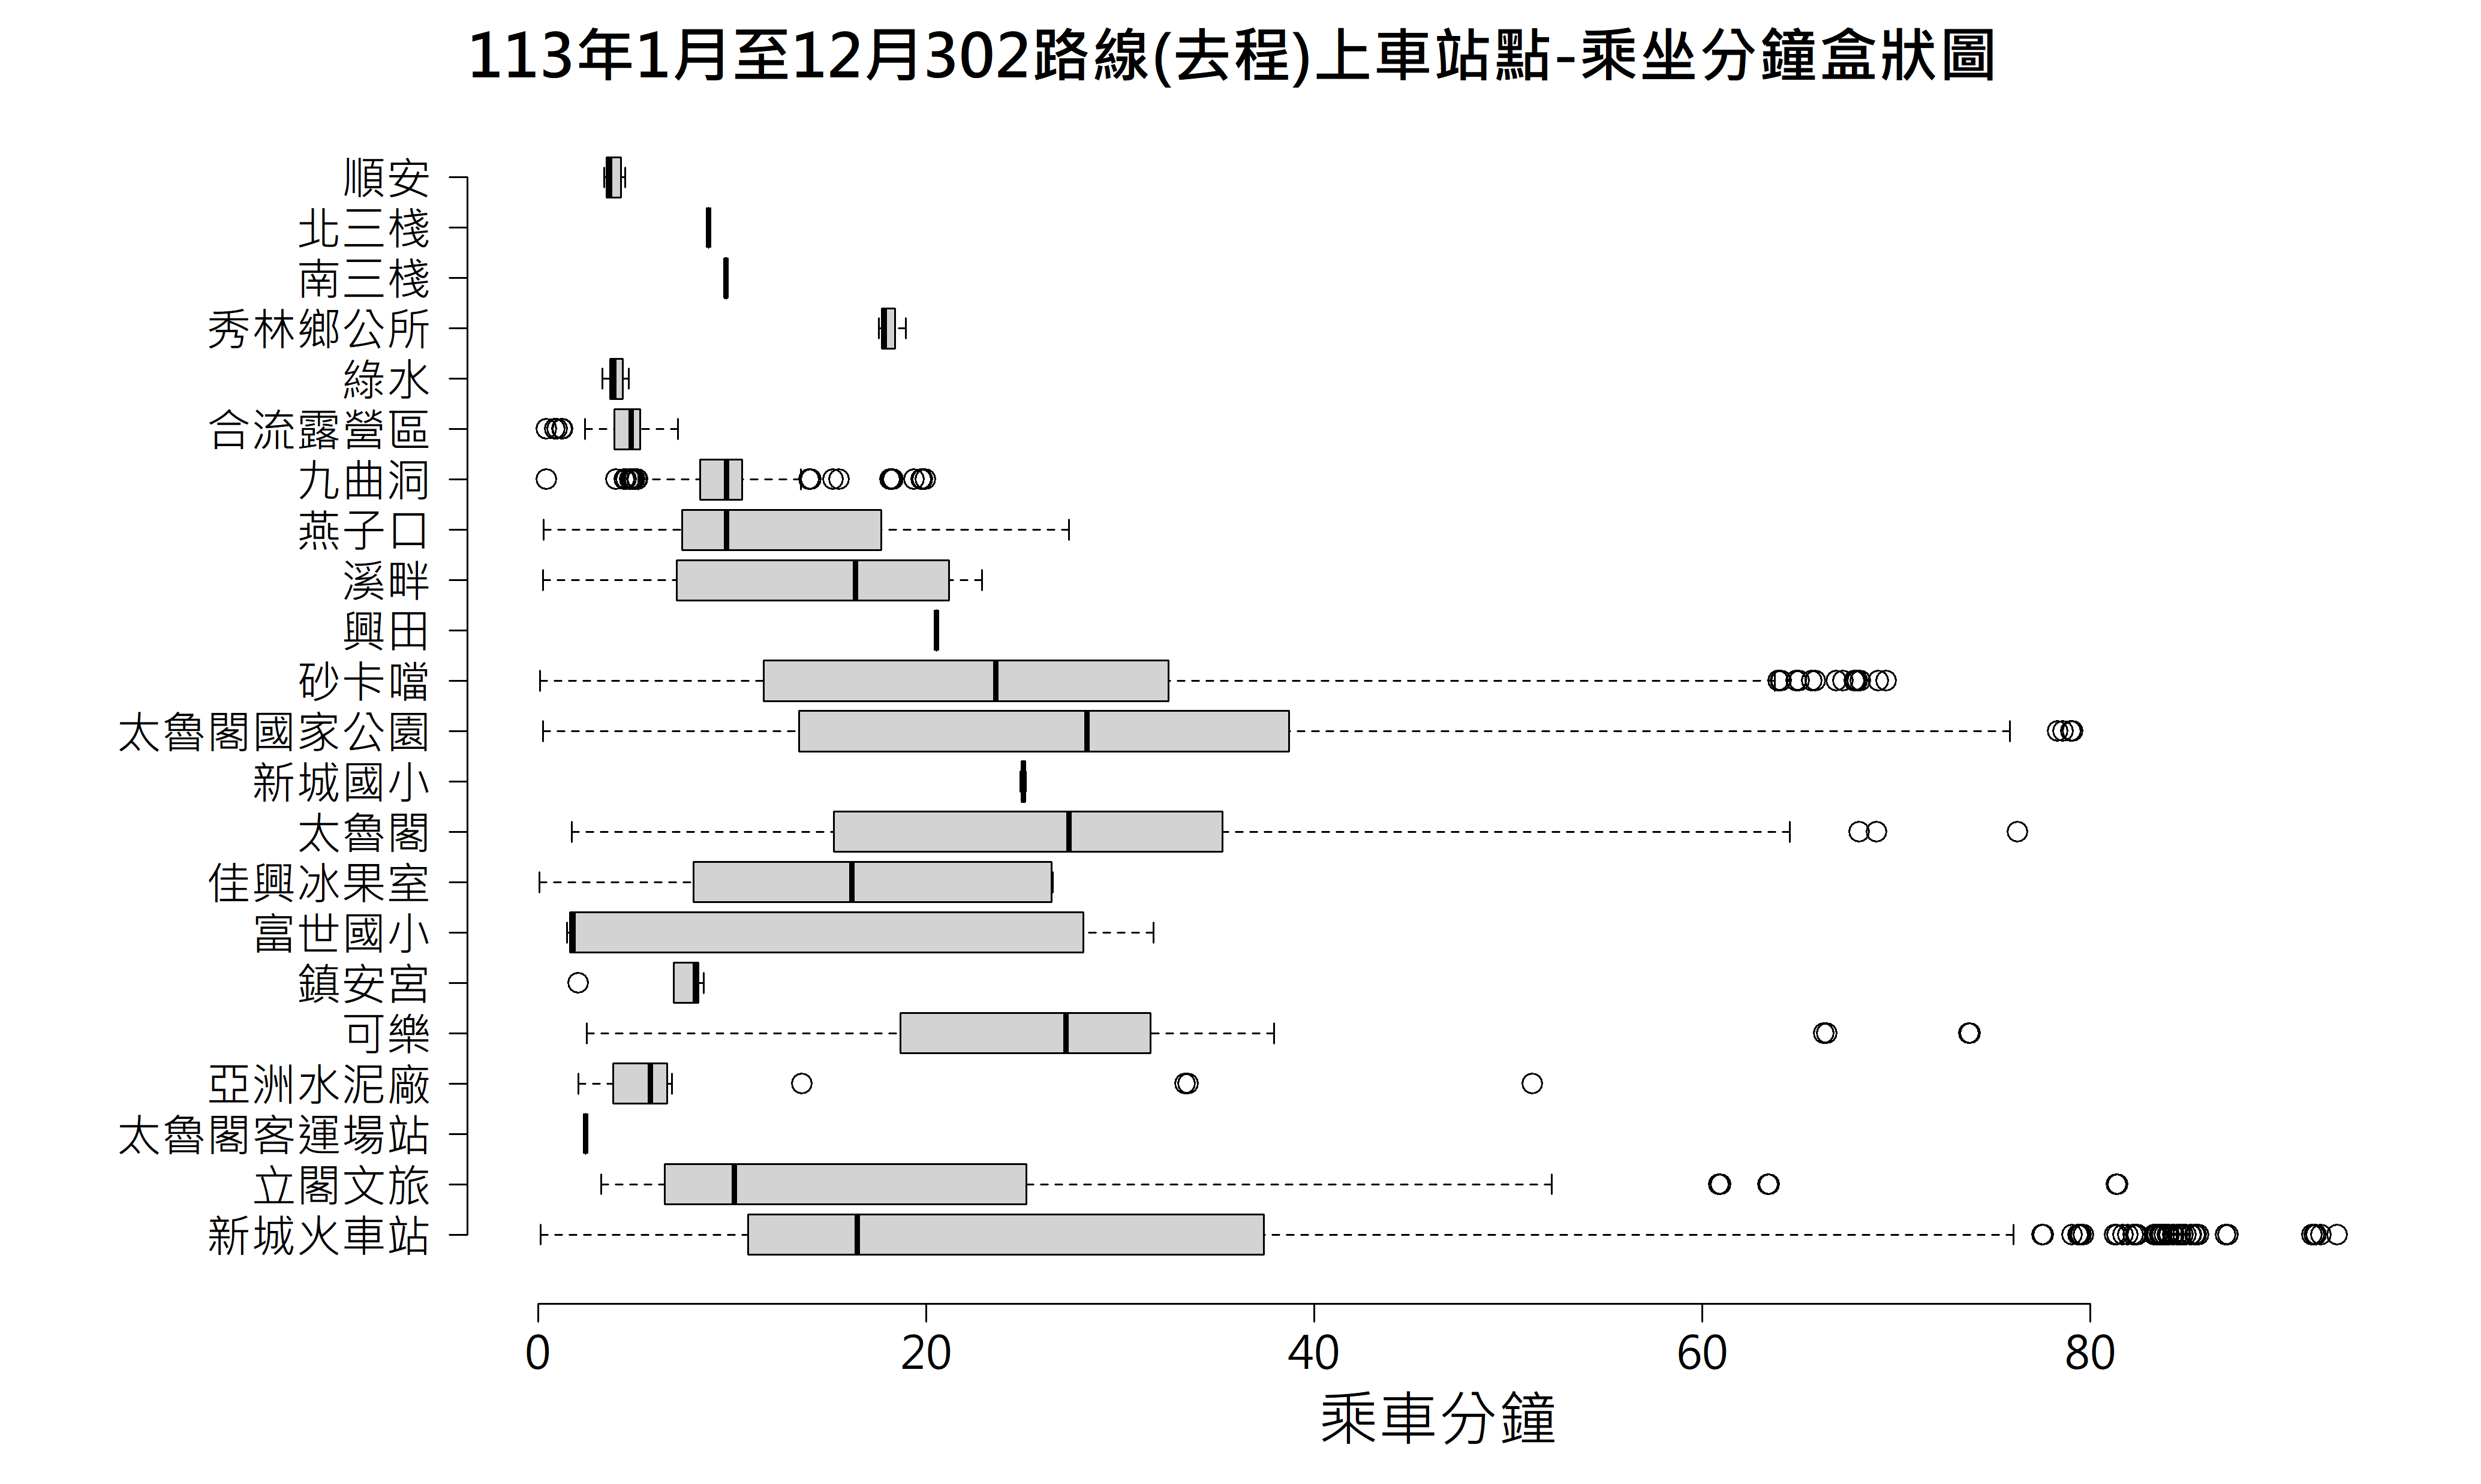 113年1月至12月302路線(去程)上車站點-乘坐分鐘盒狀圖
順安
北三棧
南三棧
秀林鄉公所
綠水
合流露營區
九曲洞
燕子口
溪畔
興田
砂卡噹
太魯閣國家公園
新城國小
太魯閣
佳興冰果室
富世國小
鎮安宮
可樂
亞洲水泥廠
太魯閣客運場站
立閣文旅
新城火車站
0 20 40 60 80
乘車分鐘